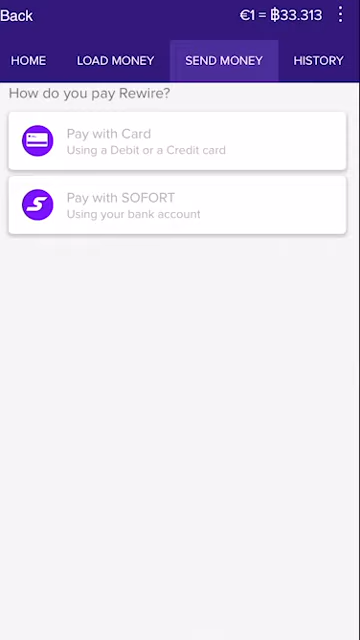 Back
€1 = ฿33.313
HOME
LOAD MONEY
SEND MONEY
HISTORY
How do you pay Rewire?
Pay with Card
Using a Debit or a Credit card
Pay with SOFORT
Using your bank account